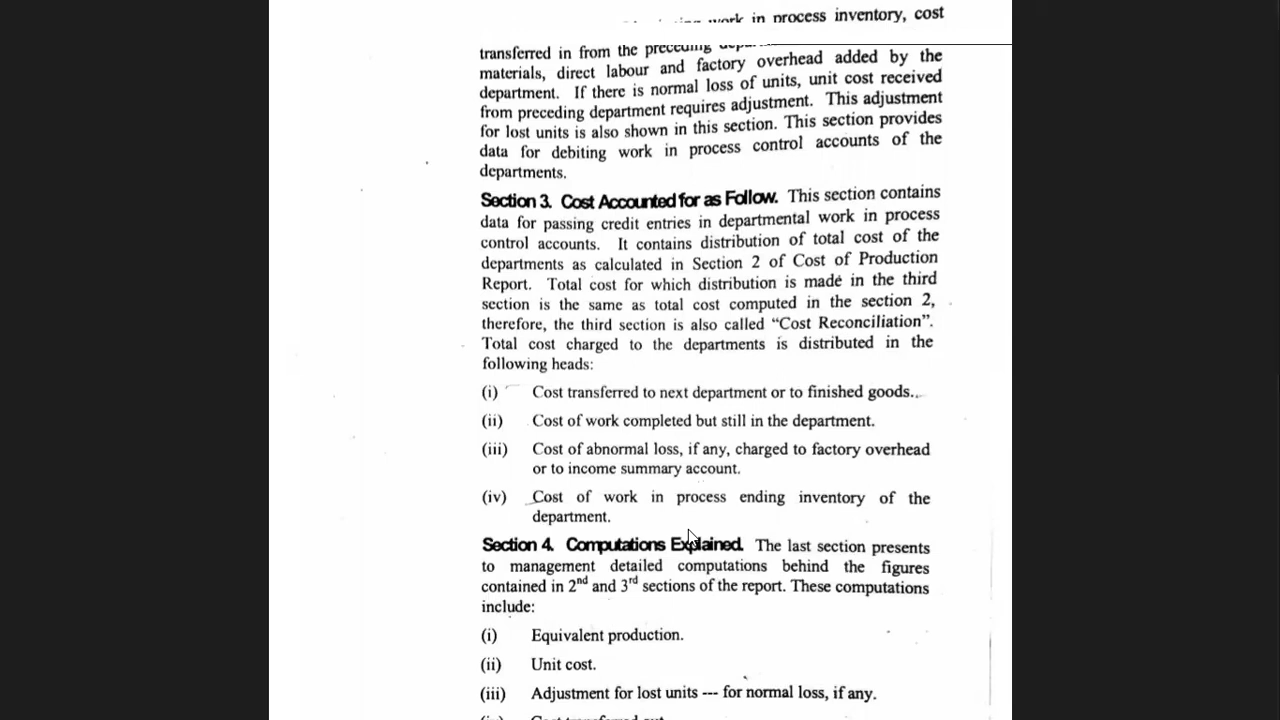 work in process inventory, cost
transferred in from the preceding
materials, direct labour and factory overhead added by the
department. If there is normal loss of units, unit cost received
from preceding department requires adjustment. This adjustment
for lost units is also shown in this section. This section provides
data for debiting work in process control accounts of the
departments.
Section 3. Cost Accounted for as Follow. This section contains
data for passing credit entries in departmental work in process
control accounts. It contains distribution of total cost of the
departments as calculated in Section 2 of Cost of Production
Report. Total cost for which distribution is made in the third
section is the same as total cost computed in the section 2,
therefore, the third section is also called “Cost Reconciliation”.
Total cost charged to the departments is distributed in the
following heads:
(i) Cost transferred to next department or to finished goods.
(ii) Cost of work completed but still in the department.
(iii) Cost of abnormal loss, if any, charged to factory overhead
or to income summary account.
(iv) Cost of work in process ending inventory of the
department.
Section 4. Computations Explained. The last section presents
to management detailed computations behind the figures
contained in 2nd and 3rd sections of the report. These computations
include:
(i) Equivalent production.
(ii) Unit cost.
(iii) Adjustment for lost units --- for normal loss, if any.